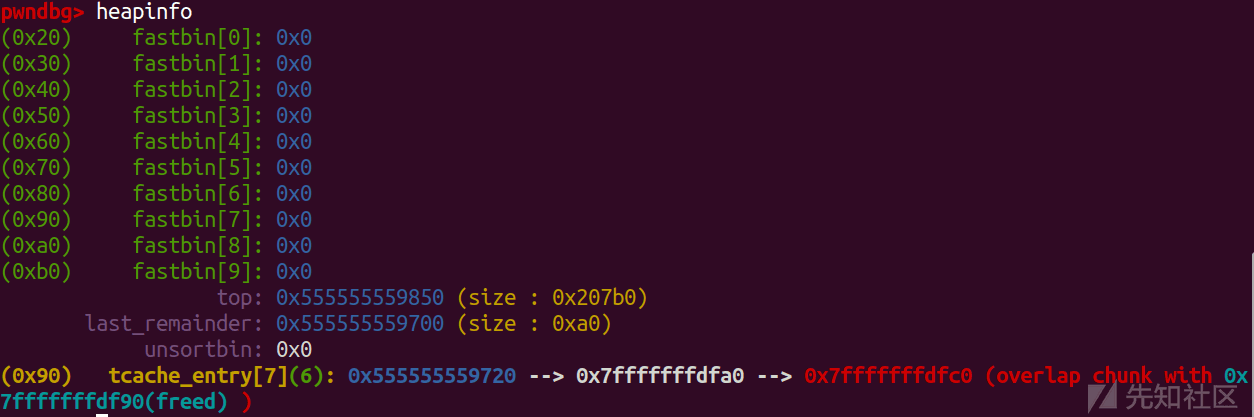 pwndbg> heapinfo
(0x20)     fastbin[0]: 0x0
(0x30)     fastbin[1]: 0x0
(0x40)     fastbin[2]: 0x0
(0x50)     fastbin[3]: 0x0
(0x60)     fastbin[4]: 0x0
(0x70)     fastbin[5]: 0x0
(0x80)     fastbin[6]: 0x0
(0x90)     fastbin[7]: 0x0
(0xa0)     fastbin[8]: 0x0
(0xb0)     fastbin[9]: 0x0
top: 0x555555559850 (size : 0x207b0)
last_remainder: 0x555555559700 (size : 0xa0)
unsortbin: 0x0
(0x90)   tcache_entry[7](6): 0x555555559720 --> 0x7fffffffdfa0 --> 0x7fffffffdfc0 (overlap chunk with 0x
7fffffffdf90(freed) )
先知社区